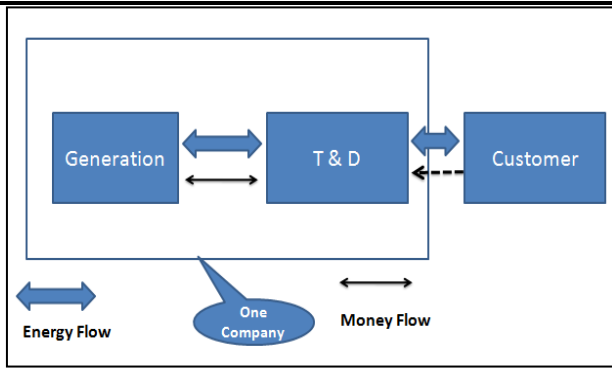 Generation
T & D
Customer
One
Company
Energy Flow
Money Flow